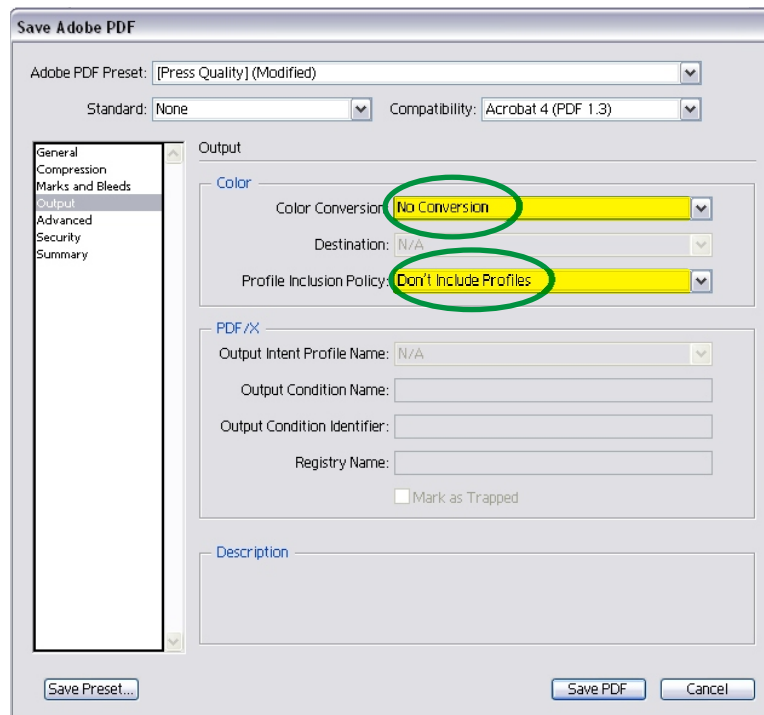 Save Adobe PDF
Adobe PDF Preset: [Press Quality] (Modified)
Standard: None Compatibility: Acrobat 4 (PDF 1.3)
General
Compression
Marks and Bleeds
Output
Advanced
Security
Summary
Output
Color
Color Conversion: No Conversion
Destination: N/A
Profile Inclusion Policy: Don't Include Profiles
PDF/X
Output Intent Profile Name: N/A
Output Condition Name:
Output Condition Identifier:
Registry Name:
Mark as Trapped
Description
Save Preset... Save PDF Cancel